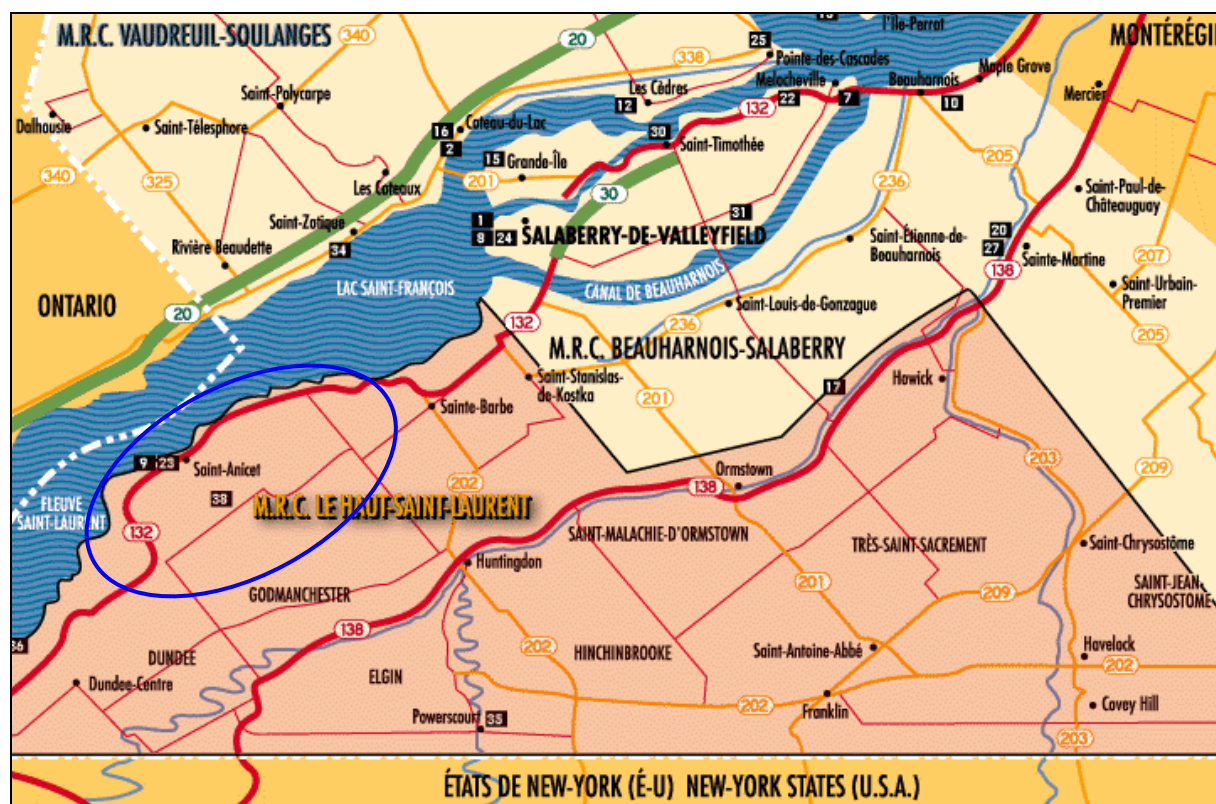 M.R.C. VAUDREUIL-SOULANGES
340
20
338
25
l'Île-Perrot
MONTÉRÉGIE
Pointe-des-Cascades
Melocheville
Beauharnois
Maple Grove
Mercier
Saint-Polycarpe
Les Cèdres
12
22
7
10
132
Dalhousie
Saint-Télesphore
16
Coteau-du-Lac
2
30
Saint-Timothée
15
Grande-Île
201
205
340
325
Les Coteaux
30
236
Saint-Paul-de-
Châteauguay
Saint-Zotique
34
1
8
24
SALABERRY-DE-VALLEYFIELD
31
Saint-Étienne-de-
Beauharnois
20
27
Sainte-Martine
207
Rivière Beaudette
138
LAC SAINT-FRANÇOIS
CANAL DE BEAUHARNOIS
Saint-Urbain-
Premier
ONTARIO
20
Saint-Louis-de-Gonzague
132
236
205
M.R.C. BEAUHARNOIS-SALABERRY
Saint-Stanislas-
de-Kostka
17
Howick
201
Sainte-Barbe
9
23
Saint-Anicet
Ormstown
203
209
202
138
38
M.R.C. LE HAUT-SAINT-LAURENT
FLEUVE
SAINT-LAURENT
132
SAINT-MALACHIE-D'ORMSTOWN
TRÈS-SAINT-SACREMENT
Saint-Chrysostôme
Huntingdon
SAINT-JEAN-
CHRYSOSTOME
GODMANCHESTER
201
209
138
36
DUNDEE
202
HINCHINBROOKE
Saint-Antoine-Abbé
Havelock
202
Dundee-Centre
ELGIN
202
Franklin
Covey Hill
Powerscourt
35
203
ÉTATS DE NEW-YORK (É-U) NEW-YORK STATES (U.S.A.)